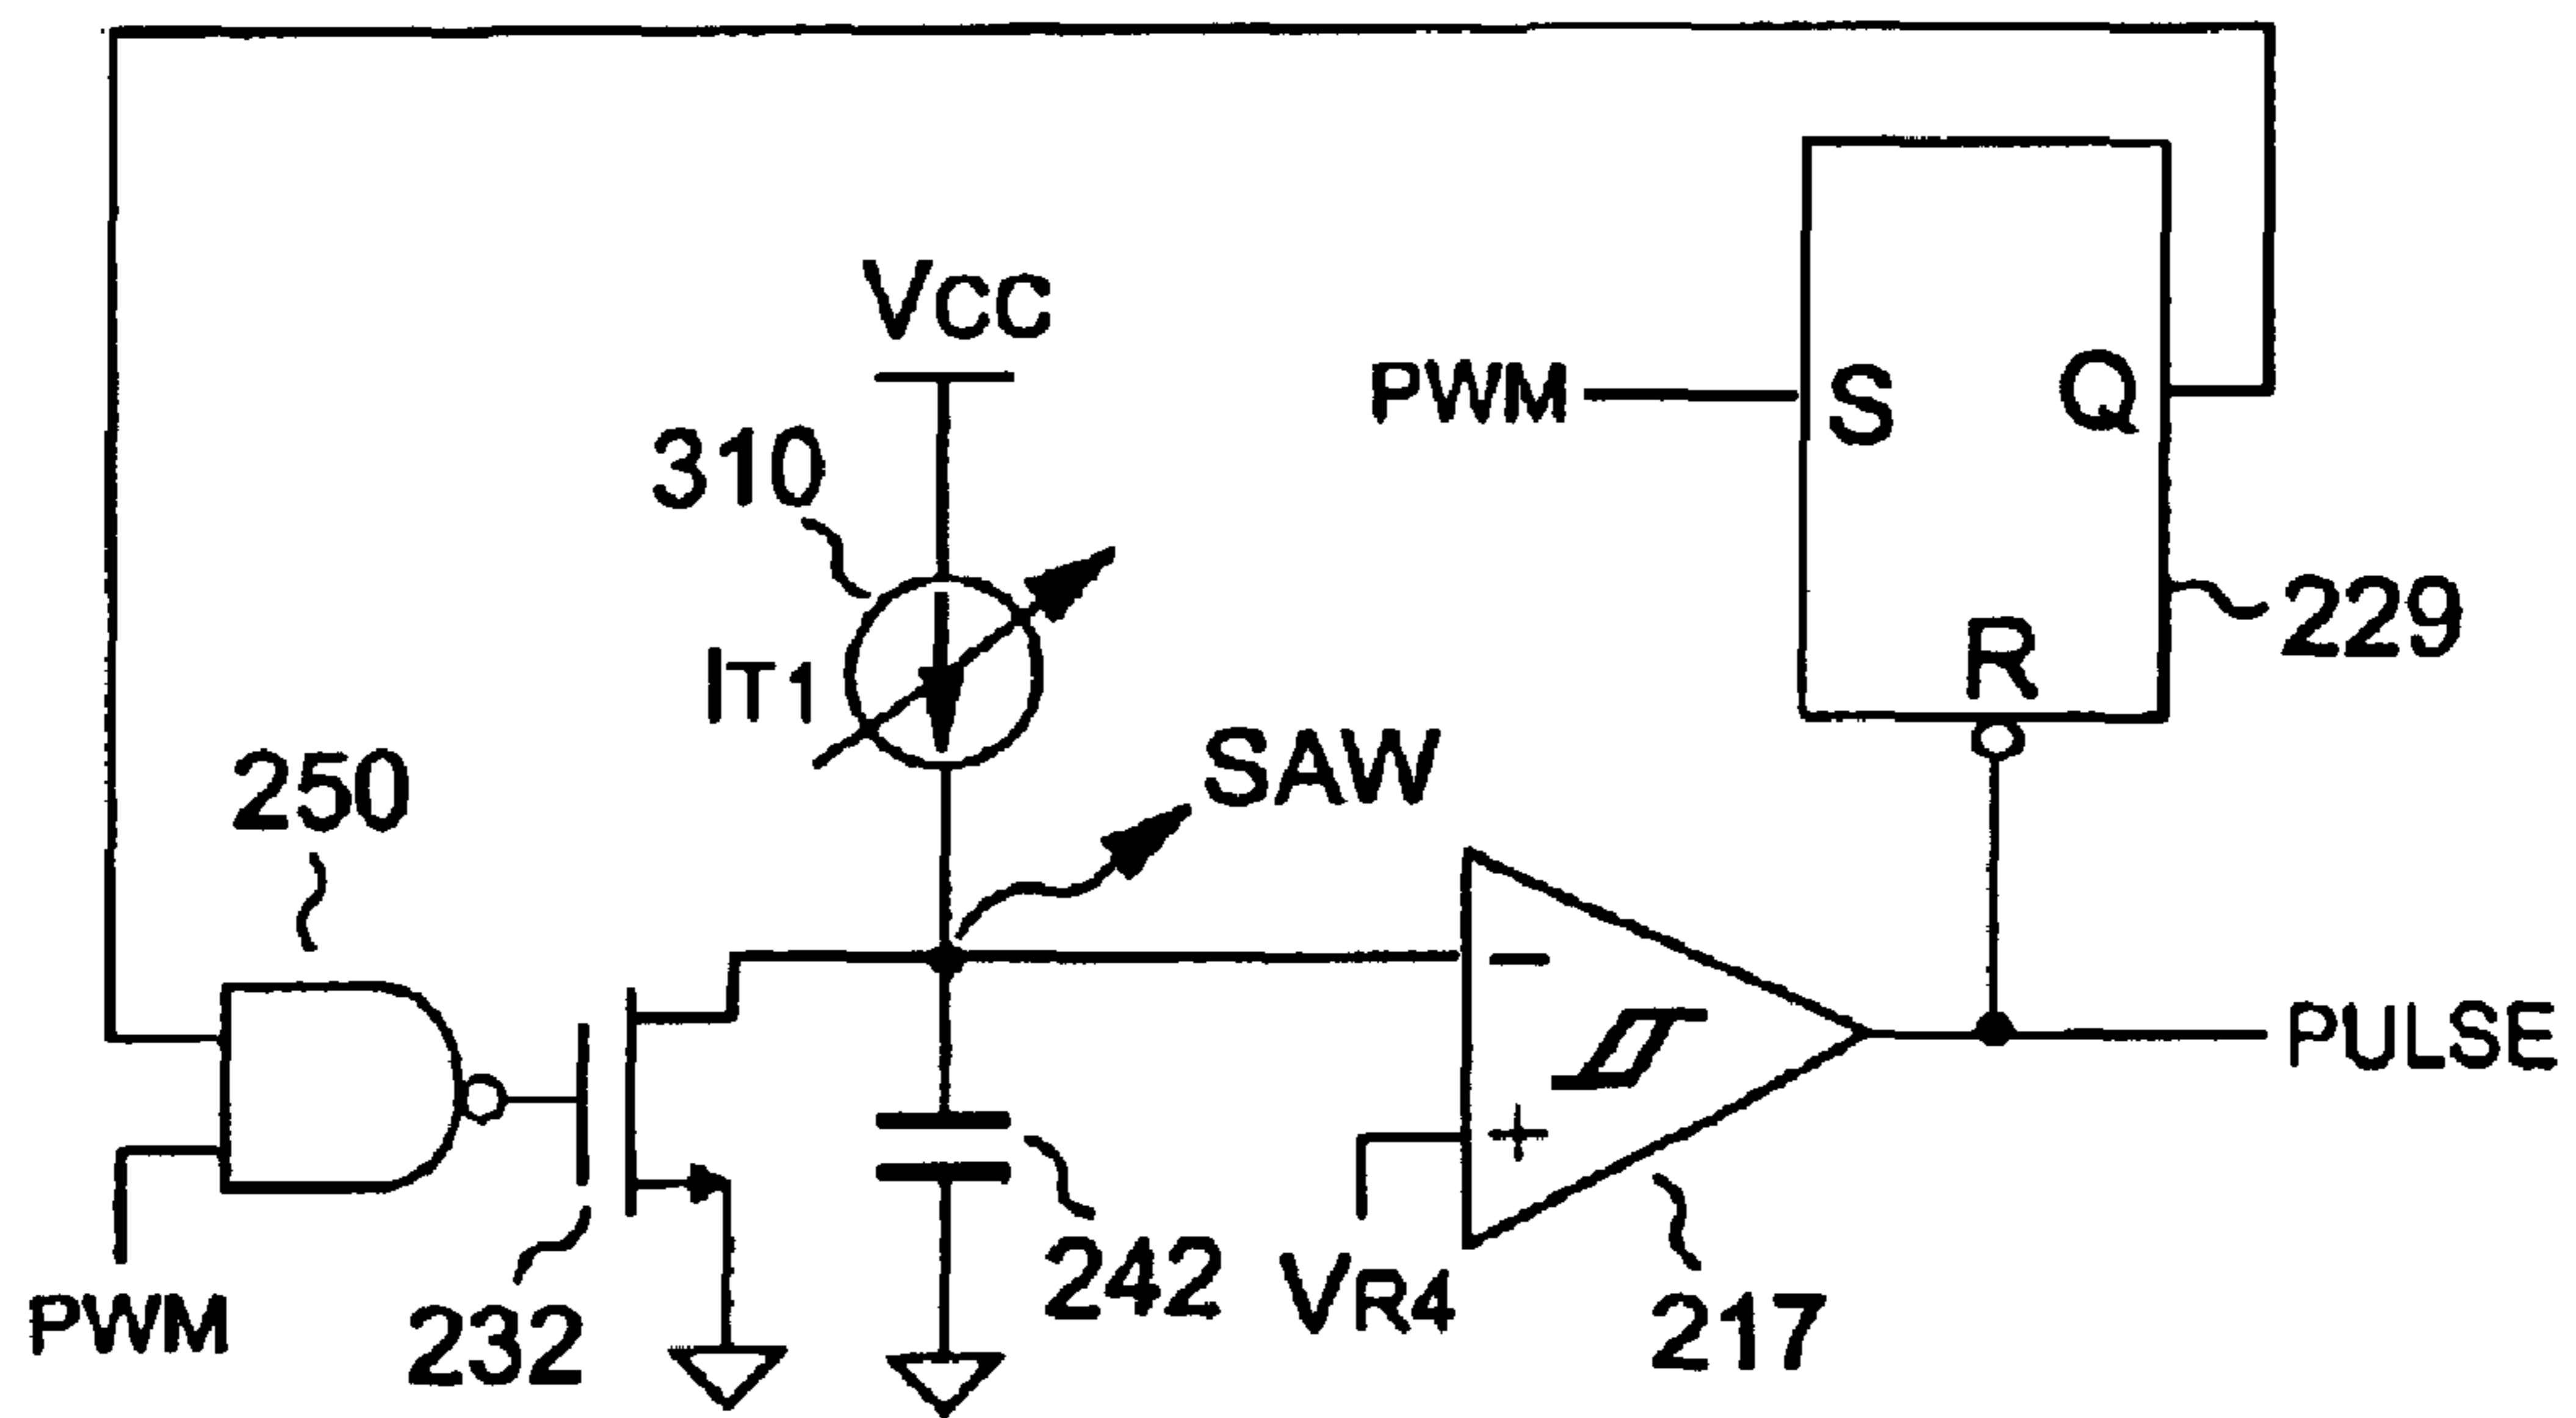 VCC
PWM
S
Q
310
229
R
IT1
SAW
250
PULSE
−
+
PWM
232
242
VR4
217